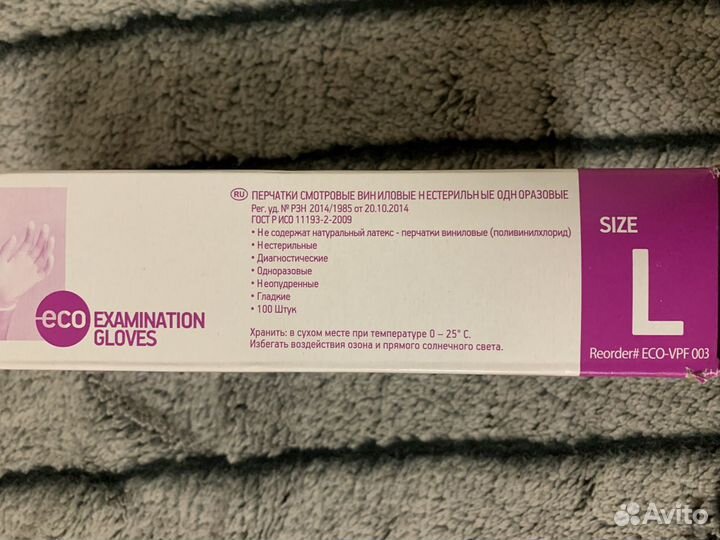 RU ПЕРЧАТКИ СМОТРОВЫЕ ВИНИЛОВЫЕ НЕСТЕРИЛЬНЫЕ ОДНОРАЗОВЫЕ
Рег. уд. № РЗН 2014/1985 от 20.10.2014
ГОСТ Р ИСО 11193-2-2009
• Не содержат натуральный латекс - перчатки виниловые (поливинилхлорид)
• Нестерильные
• Диагностические
• Одноразовые
• Неопудренные
• Гладкие
• 100 Штук
Хранить: в сухом месте при температуре 0 – 25° С.
Избегать воздействия озона и прямого солнечного света.
eco EXAMINATION
GLOVES
SIZE
L
Reorder# ECO-VPF 003
Avito